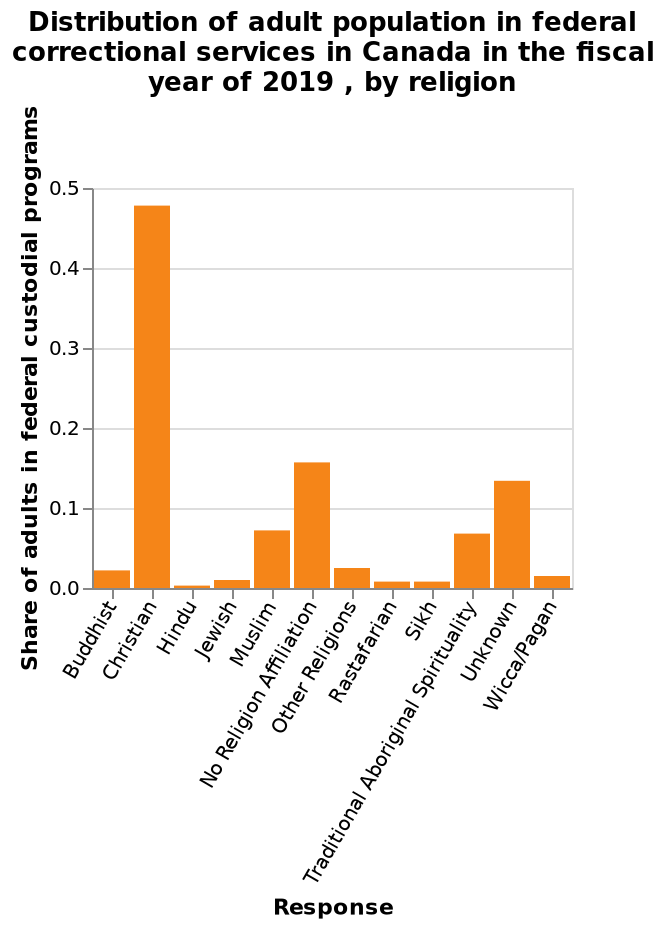 Distribution of adult population in federal
correctional services in Canada in the fiscal
year of 2019 , by religion
Share of adults in federal custodial programs
0.5
0.4
0.3
0.2
0.1
0.0
Buddhist
Christian
Hindu
Jewish
Muslim
No Religion Affiliation
Other Religions
Rastafarian
Sikh
Traditional Aboriginal Spirituality
Unknown
Wicca/Pagan
Response